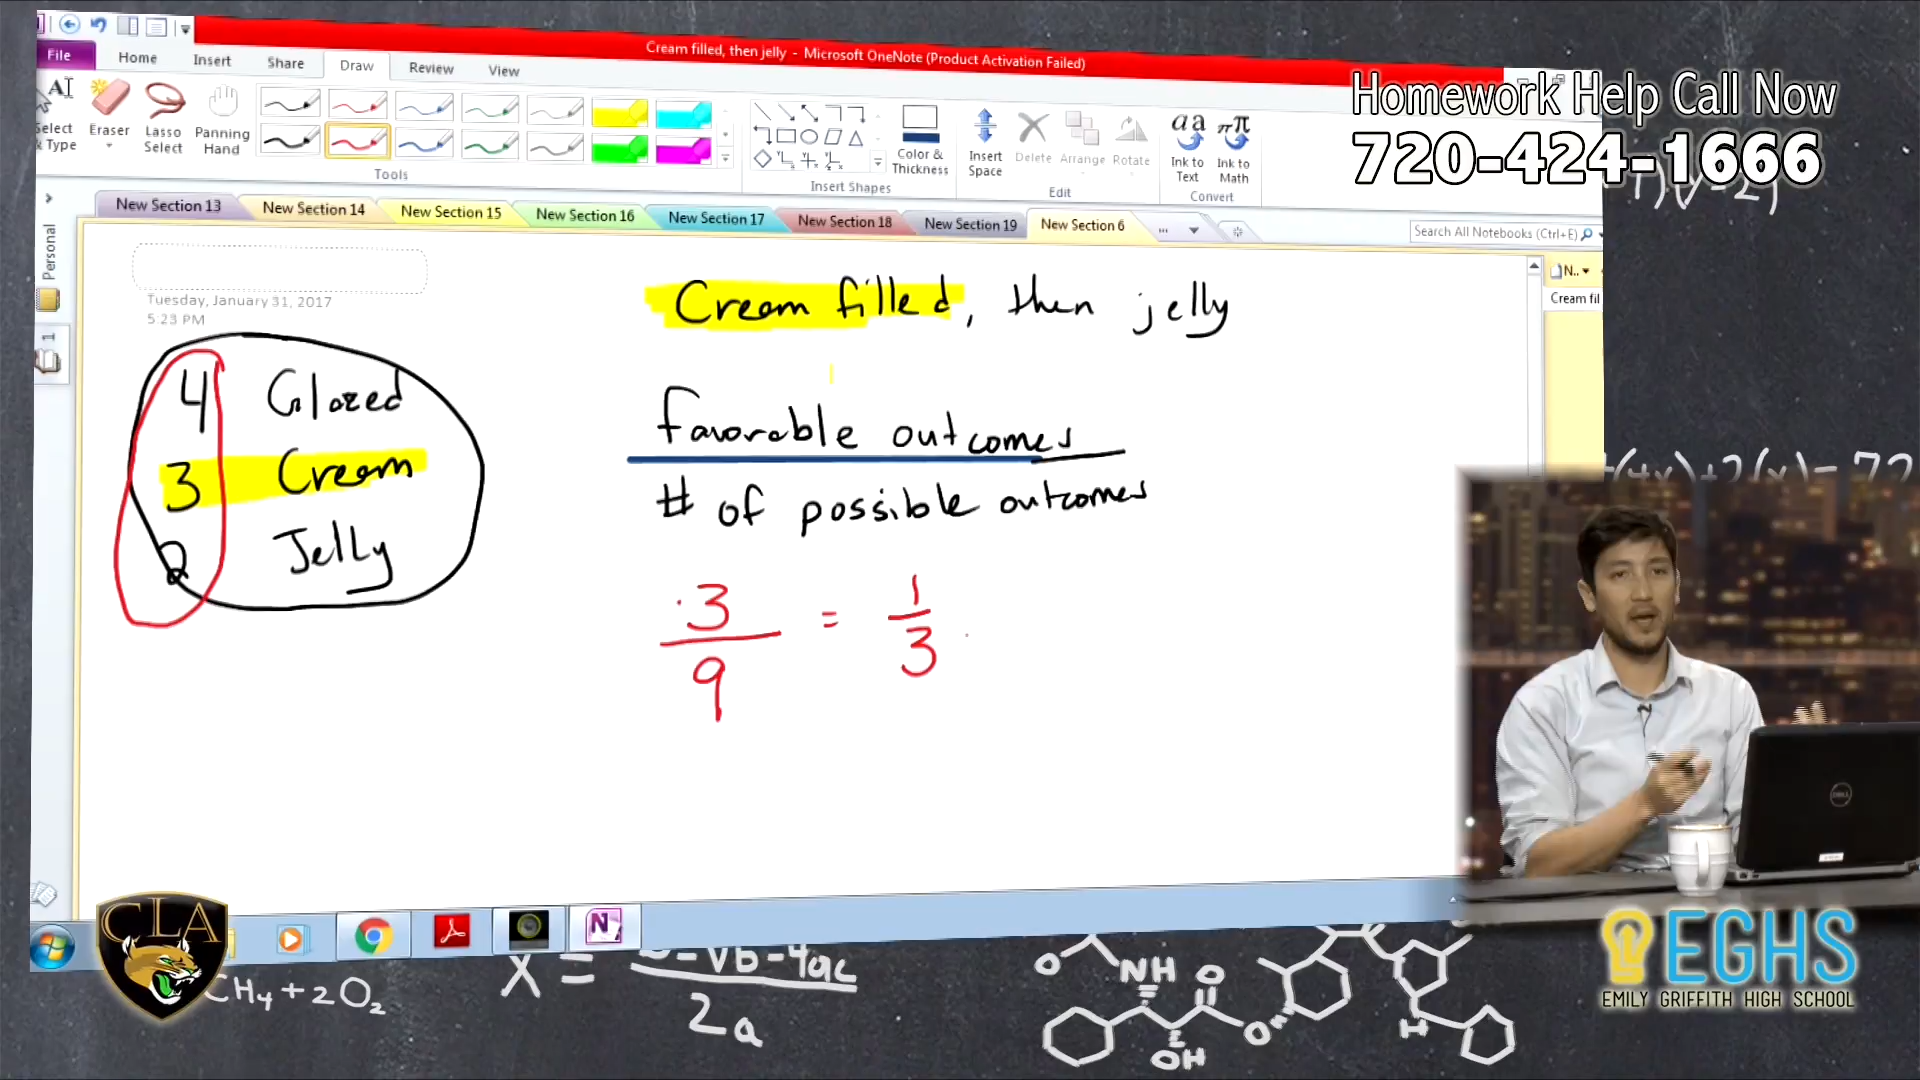 Cream filled, then jelly - Microsoft OneNote (Product Activation Failed)
File Home Insert Share Draw Review View
Select & Type
Eraser
Lasso Select
Panning Hand
Tools
Insert Shapes
Color & Thickness
Insert Space
Delete
Arrange
Rotate
Edit
Ink to Text
Ink to Math
Convert
Homework Help Call Now
720-424-1666
New Section 13 New Section 14 New Section 15 New Section 16 New Section 17 New Section 18 New Section 19 New Section 6 ...
Search All Notebooks (Ctrl+E)
Personal
1
N..
Cream fil
Tuesday, January 31, 2017
5:23 PM
Cream filled, then jelly
4 Glazed
3 Cream
2 Jelly
favorable outcomes
# of possible outcomes
3/9 = 1/3
DELL
CLA
CH4 + 2O2
2a
O NH O
O
OH
H
EGHS
EMILY GRIFFITH HIGH SCHOOL